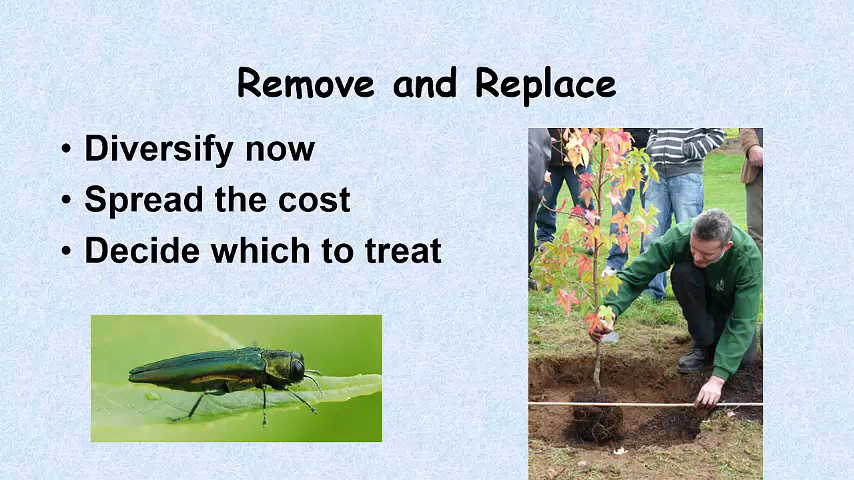 Remove and Replace
• Diversify now
• Spread the cost
• Decide which to treat